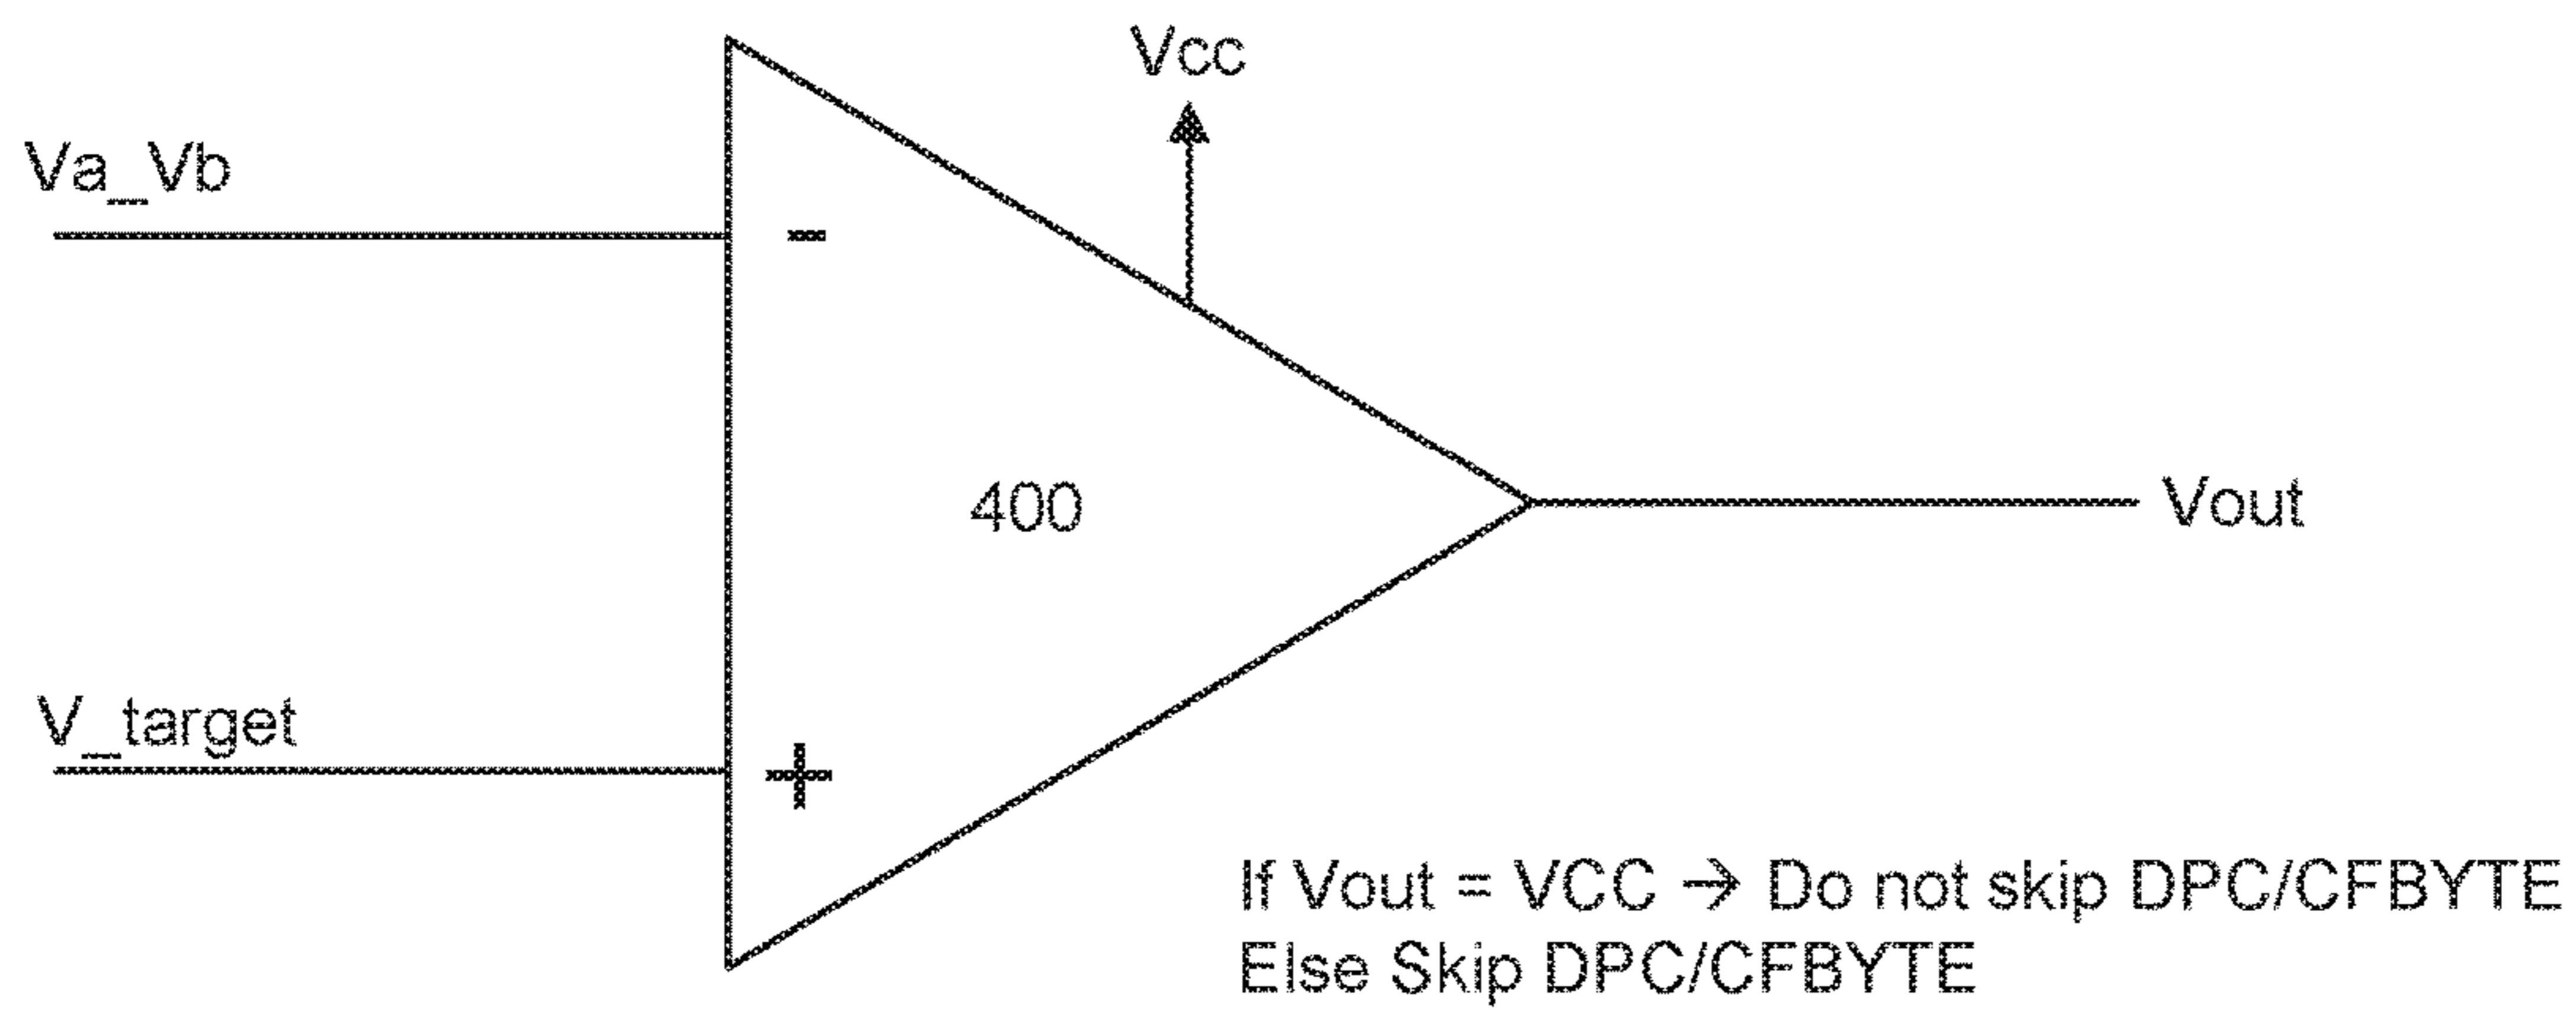 Vcc
Va_Vb
-
400
Vout
V_target
+
If Vout = VCC → Do not skip DPC/CFBYTE
Else Skip DPC/CFBYTE